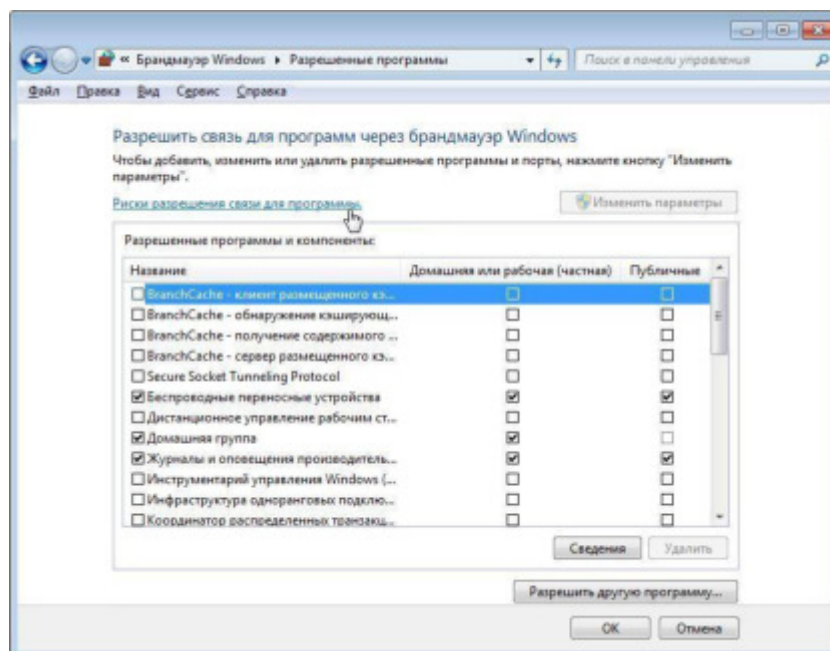 « Брандмауэр Windows ▸ Разрешенные программы
Поиск в панели управления
Файл Правка Вид Сервис Справка
Разрешить связь для программ через брандмауэр Windows
Чтобы добавить, изменить или удалить разрешенные программы и порты, нажмите кнопку "Изменить
параметры".
Риски разрешения связи для программы.
Изменить параметры
Разрешенные программы и компоненты:
Название Домашняя или рабочая (частная) Публичные
BranchCache - клиент размещенного кэ...
BranchCache - обнаружение кэширующ...
BranchCache - получение содержимого ...
BranchCache - сервер размещенного кэ...
Secure Socket Tunneling Protocol
Беспроводные переносные устройства
Дистанционное управление рабочим ст...
Домашняя группа
Журналы и оповещения производитель...
Инструментарий управления Windows (...
Инфраструктура одноранговых подклю...
Координатор распределенных транзакц...
Сведения Удалить
Разрешить другую программу...
ОК Отмена